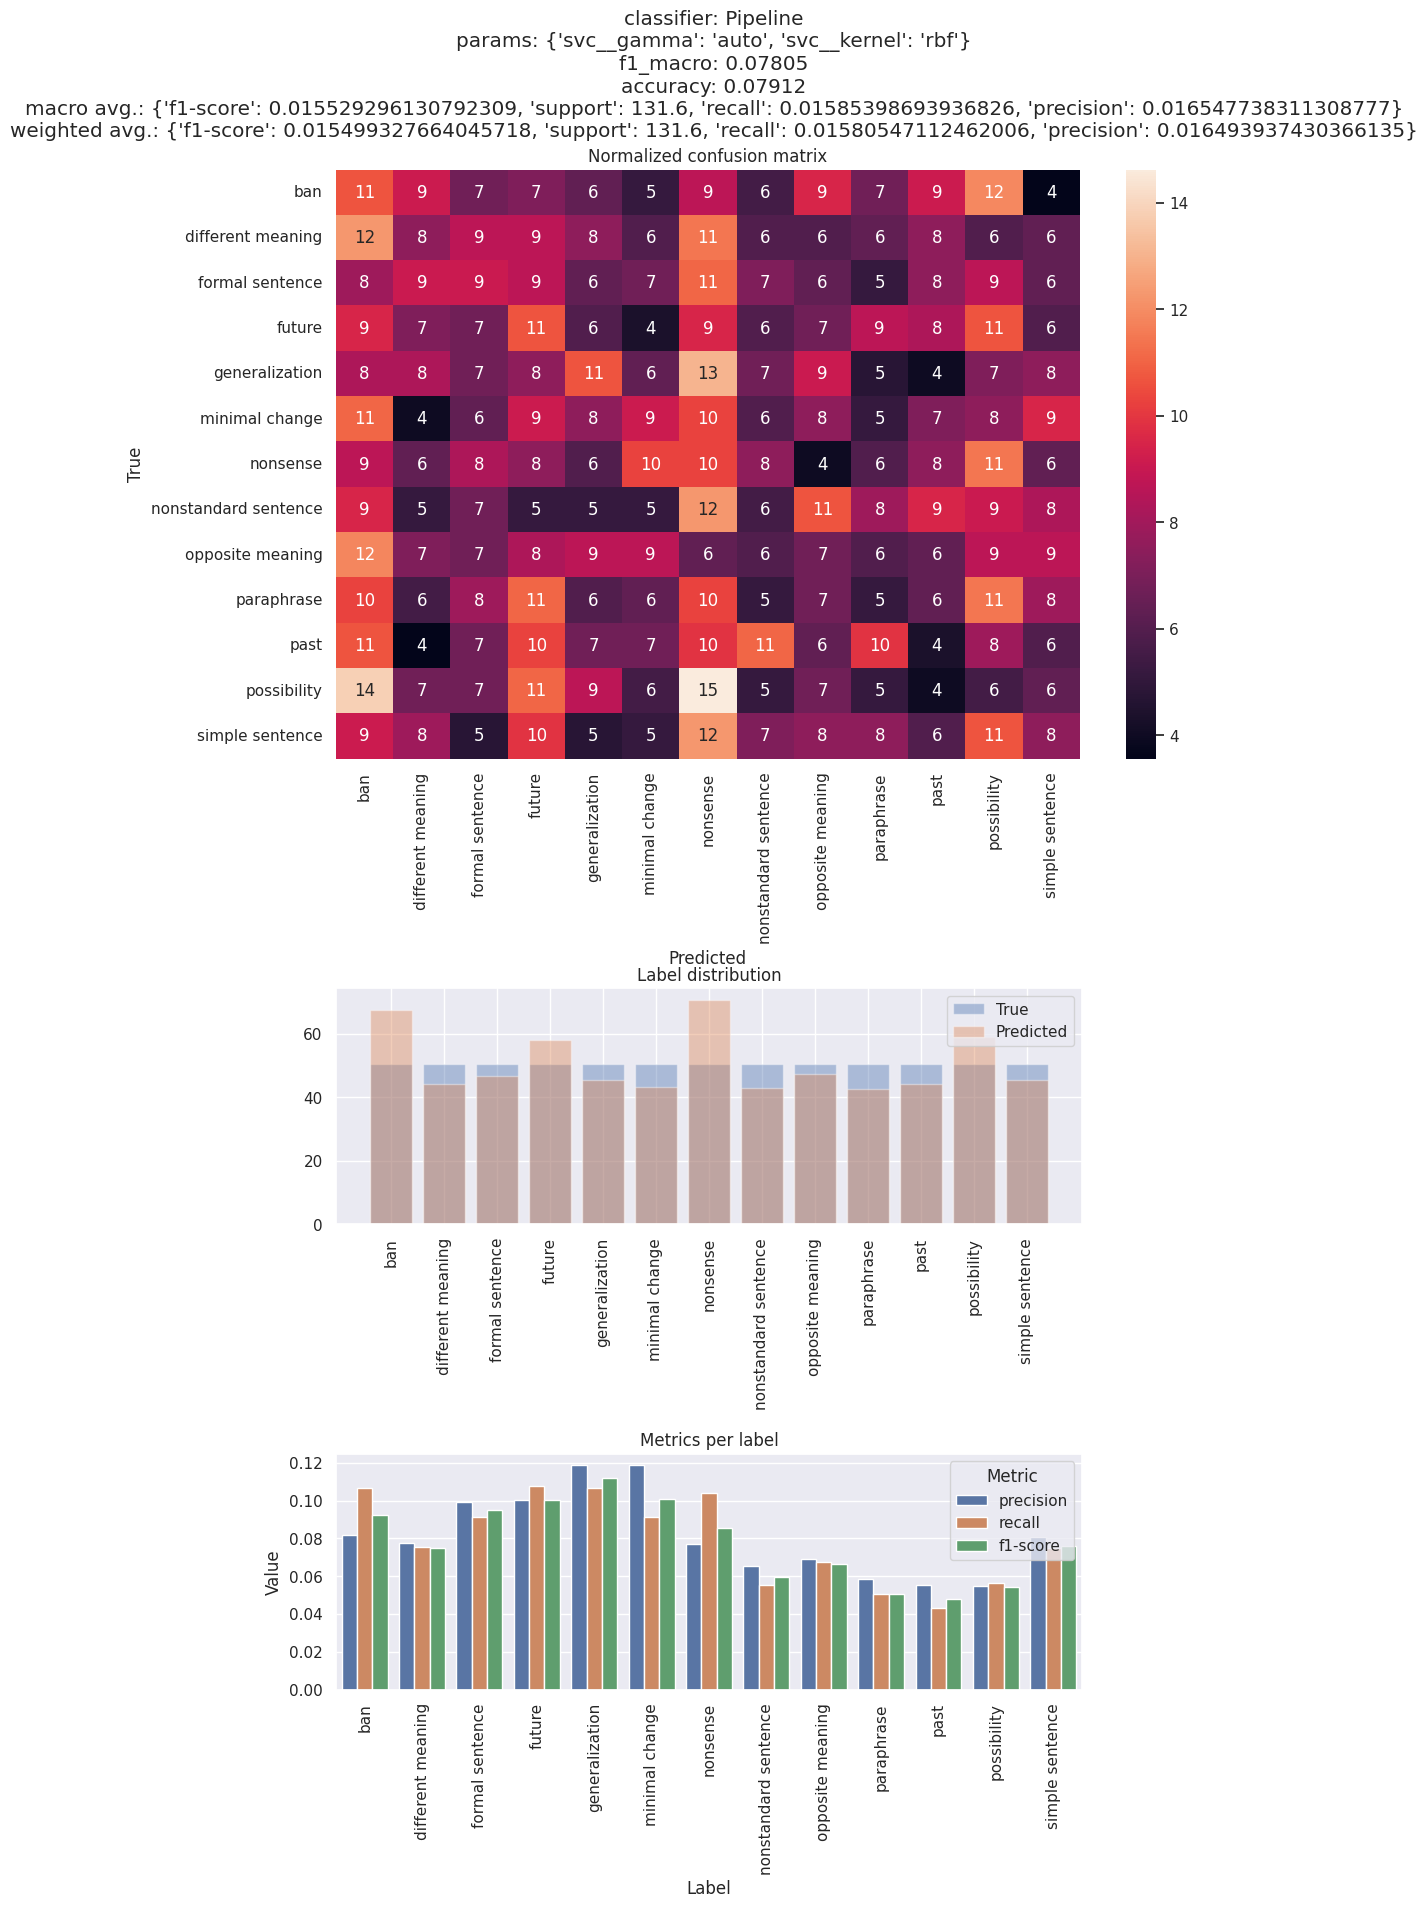 classifier: Pipeline
params: {'svc__gamma': 'auto', 'svc__kernel': 'rbf'}
f1_macro: 0.07805
accuracy: 0.07912
macro avg.: {'f1-score': 0.015529296130792309, 'support': 131.6, 'recall': 0.01585398693936826, 'precision': 0.016547738311308777}
weighted avg.: {'f1-score': 0.015499327664045718, 'support': 131.6, 'recall': 0.01580547112462006, 'precision': 0.016493937430366135}
Normalized confusion matrix
True
ban 11 9 7 7 6 5 9 6 9 7 9 12 4
different meaning 12 8 9 9 8 6 11 6 6 6 8 6 6
formal sentence 8 9 9 9 6 7 11 7 6 5 8 9 6
future 9 7 7 11 6 4 9 6 7 9 8 11 6
generalization 8 8 7 8 11 6 13 7 9 5 4 7 8
minimal change 11 4 6 9 8 9 10 6 8 5 7 8 9
nonsense 9 6 8 8 6 10 10 8 4 6 8 11 6
nonstandard sentence 9 5 7 5 5 5 12 6 11 8 9 9 8
opposite meaning 12 7 7 8 9 9 6 6 7 6 6 9 9
paraphrase 10 6 8 11 6 6 10 5 7 5 6 11 8
past 11 4 7 10 7 7 10 11 6 10 4 8 6
possibility 14 7 7 11 9 6 15 5 7 5 4 6 6
simple sentence 9 8 5 10 5 5 12 7 8 8 6 11 8
14
12
10
8
6
4
ban
different meaning
formal sentence
future
generalization
minimal change
nonsense
nonstandard sentence
opposite meaning
paraphrase
past
possibility
simple sentence
Predicted
Label distribution
True
Predicted
60
40
20
0
ban
different meaning
formal sentence
future
generalization
minimal change
nonsense
nonstandard sentence
opposite meaning
paraphrase
past
possibility
simple sentence
Metrics per label
Metric
precision
recall
f1-score
Value
0.12
0.10
0.08
0.06
0.04
0.02
0.00
ban
different meaning
formal sentence
future
generalization
minimal change
nonsense
nonstandard sentence
opposite meaning
paraphrase
past
possibility
simple sentence
Label